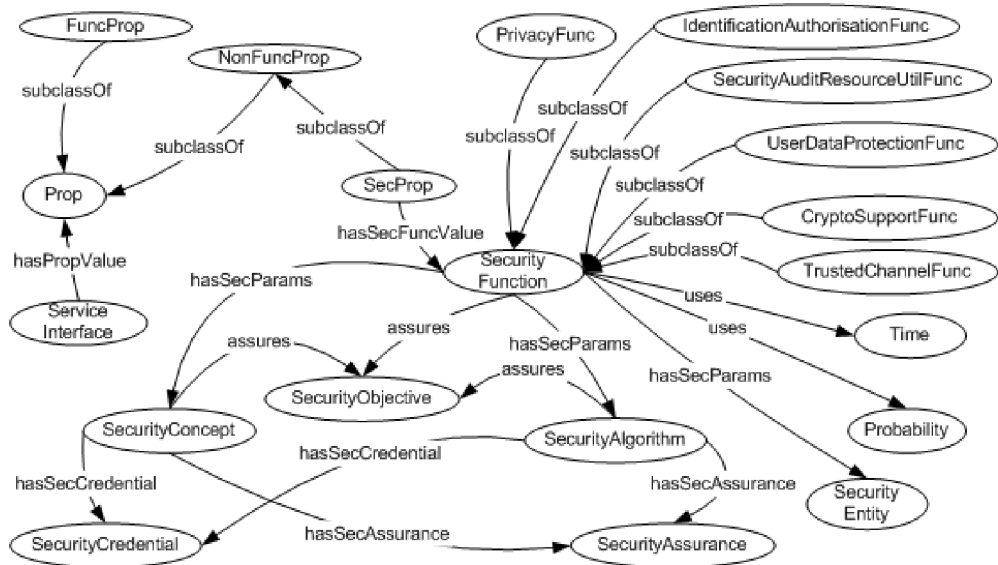 FuncProp
PrivacyFunc
IdentificationAuthorisationFunc
NonFuncProp
SecurityAuditResourceUtilFunc
subclassOf
subclassOf
subclassOf
subclassOf
subclassOf
subclassOf
UserDataProtectionFunc
subclassOf
SecProp
Prop
subclassOf
CryptoSupportFunc
hasSecFuncValue
subclassOf
TrustedChannelFunc
hasPropValue
Security
Function
hasSecParams
uses
Service
Interface
uses
Time
assures
assures
hasSecParams
assures
hasSecParams
SecurityObjective
SecurityConcept
SecurityAlgorithm
Probability
hasSecCredential
hasSecCredential
hasSecAssurance
Security
Entity
hasSecAssurance
SecurityCredential
SecurityAssurance